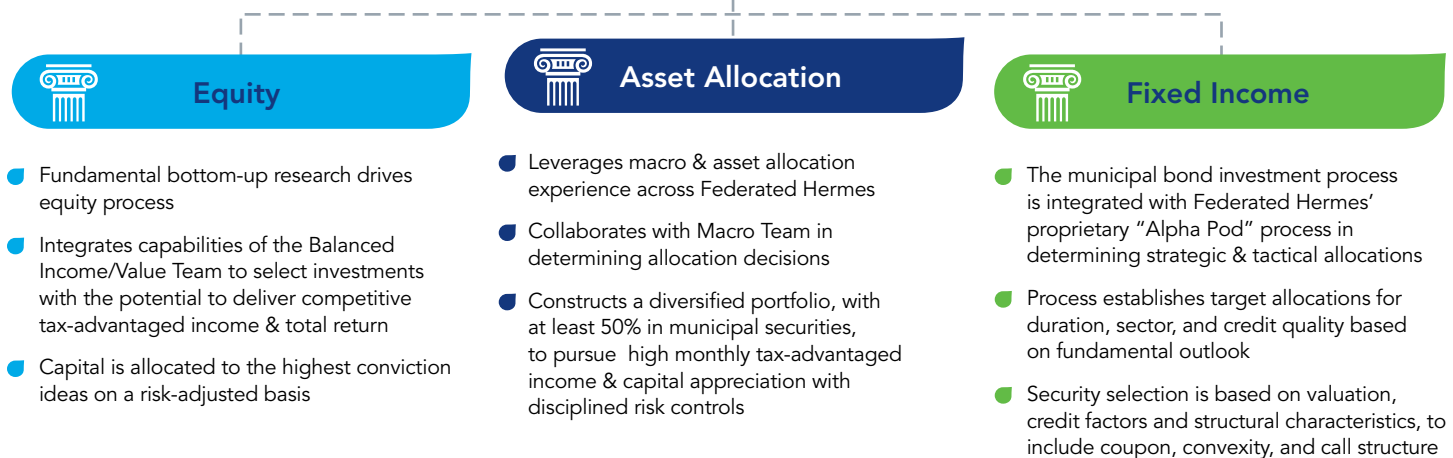 Equity
Fundamental bottom-up research drives
equity process
Integrates capabilities of the Balanced
Income/Value Team to select investments
with the potential to deliver competitive
tax-advantaged income & total return
Capital is allocated to the highest conviction
ideas on a risk-adjusted basis
Asset Allocation
Leverages macro & asset allocation
experience across Federated Hermes
Collaborates with Macro Team in
determining allocation decisions
Constructs a diversified portfolio, with
at least 50% in municipal securities,
to pursue high monthly tax-advantaged
income & capital appreciation with
disciplined risk controls
Fixed Income
The municipal bond investment process
is integrated with Federated Hermes’
proprietary “Alpha Pod” process in
determining strategic & tactical allocations
Process establishes target allocations for
duration, sector, and credit quality based
on fundamental outlook
Security selection is based on valuation,
credit factors and structural characteristics, to
include coupon, convexity, and call structure